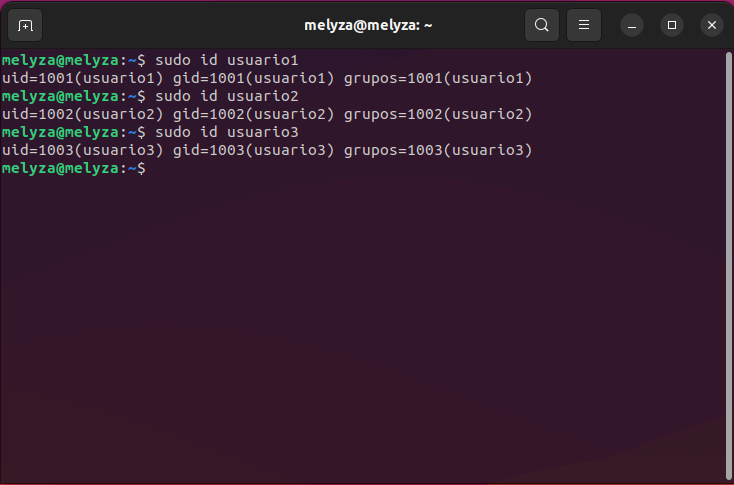 melyza@melyza: ~
melyza@melyza:~$ sudo id usuario1
uid=1001(usuario1) gid=1001(usuario1) grupos=1001(usuario1)
melyza@melyza:~$ sudo id usuario2
uid=1002(usuario2) gid=1002(usuario2) grupos=1002(usuario2)
melyza@melyza:~$ sudo id usuario3
uid=1003(usuario3) gid=1003(usuario3) grupos=1003(usuario3)
melyza@melyza:~$